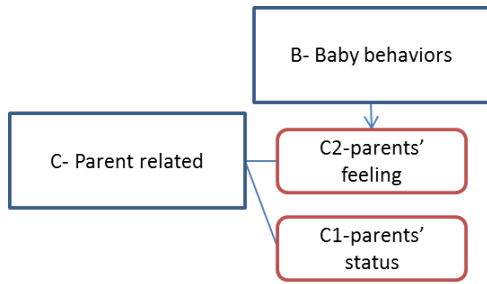 B- Baby behaviors
C- Parent related
C2-parents’
feeling
C1-parents’
status